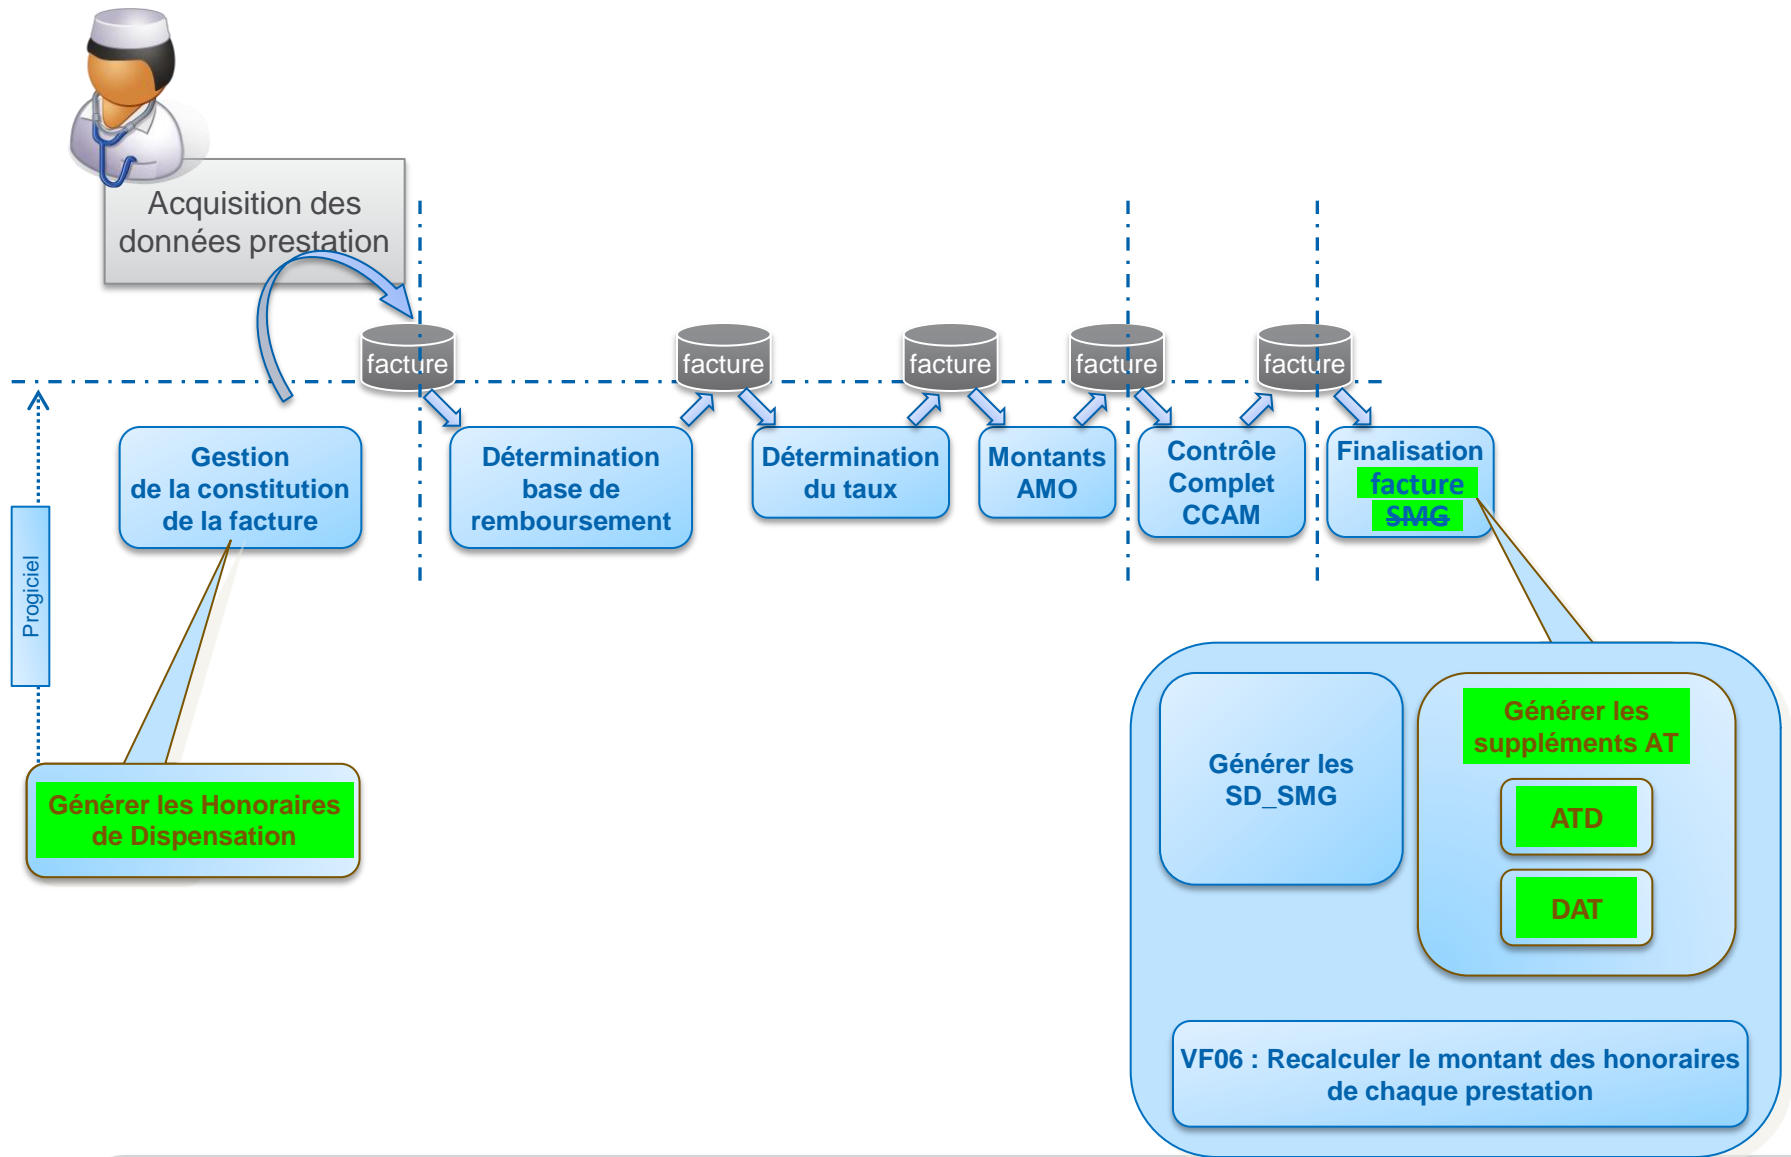 Acquisition des
données prestation
facture
facture
facture
facture
facture
Gestion
de la constitution
de la facture
Détermination
base de
remboursement
Détermination
du taux
Montants
AMO
Contrôle
Complet
CCAM
Finalisation
facture
SMG
Progiciel
Générer les Honoraires
de Dispensation
Générer les
SD_SMG
Générer les
suppléments AT
ATD
DAT
VF06 : Recalculer le montant des honoraires
de chaque prestation